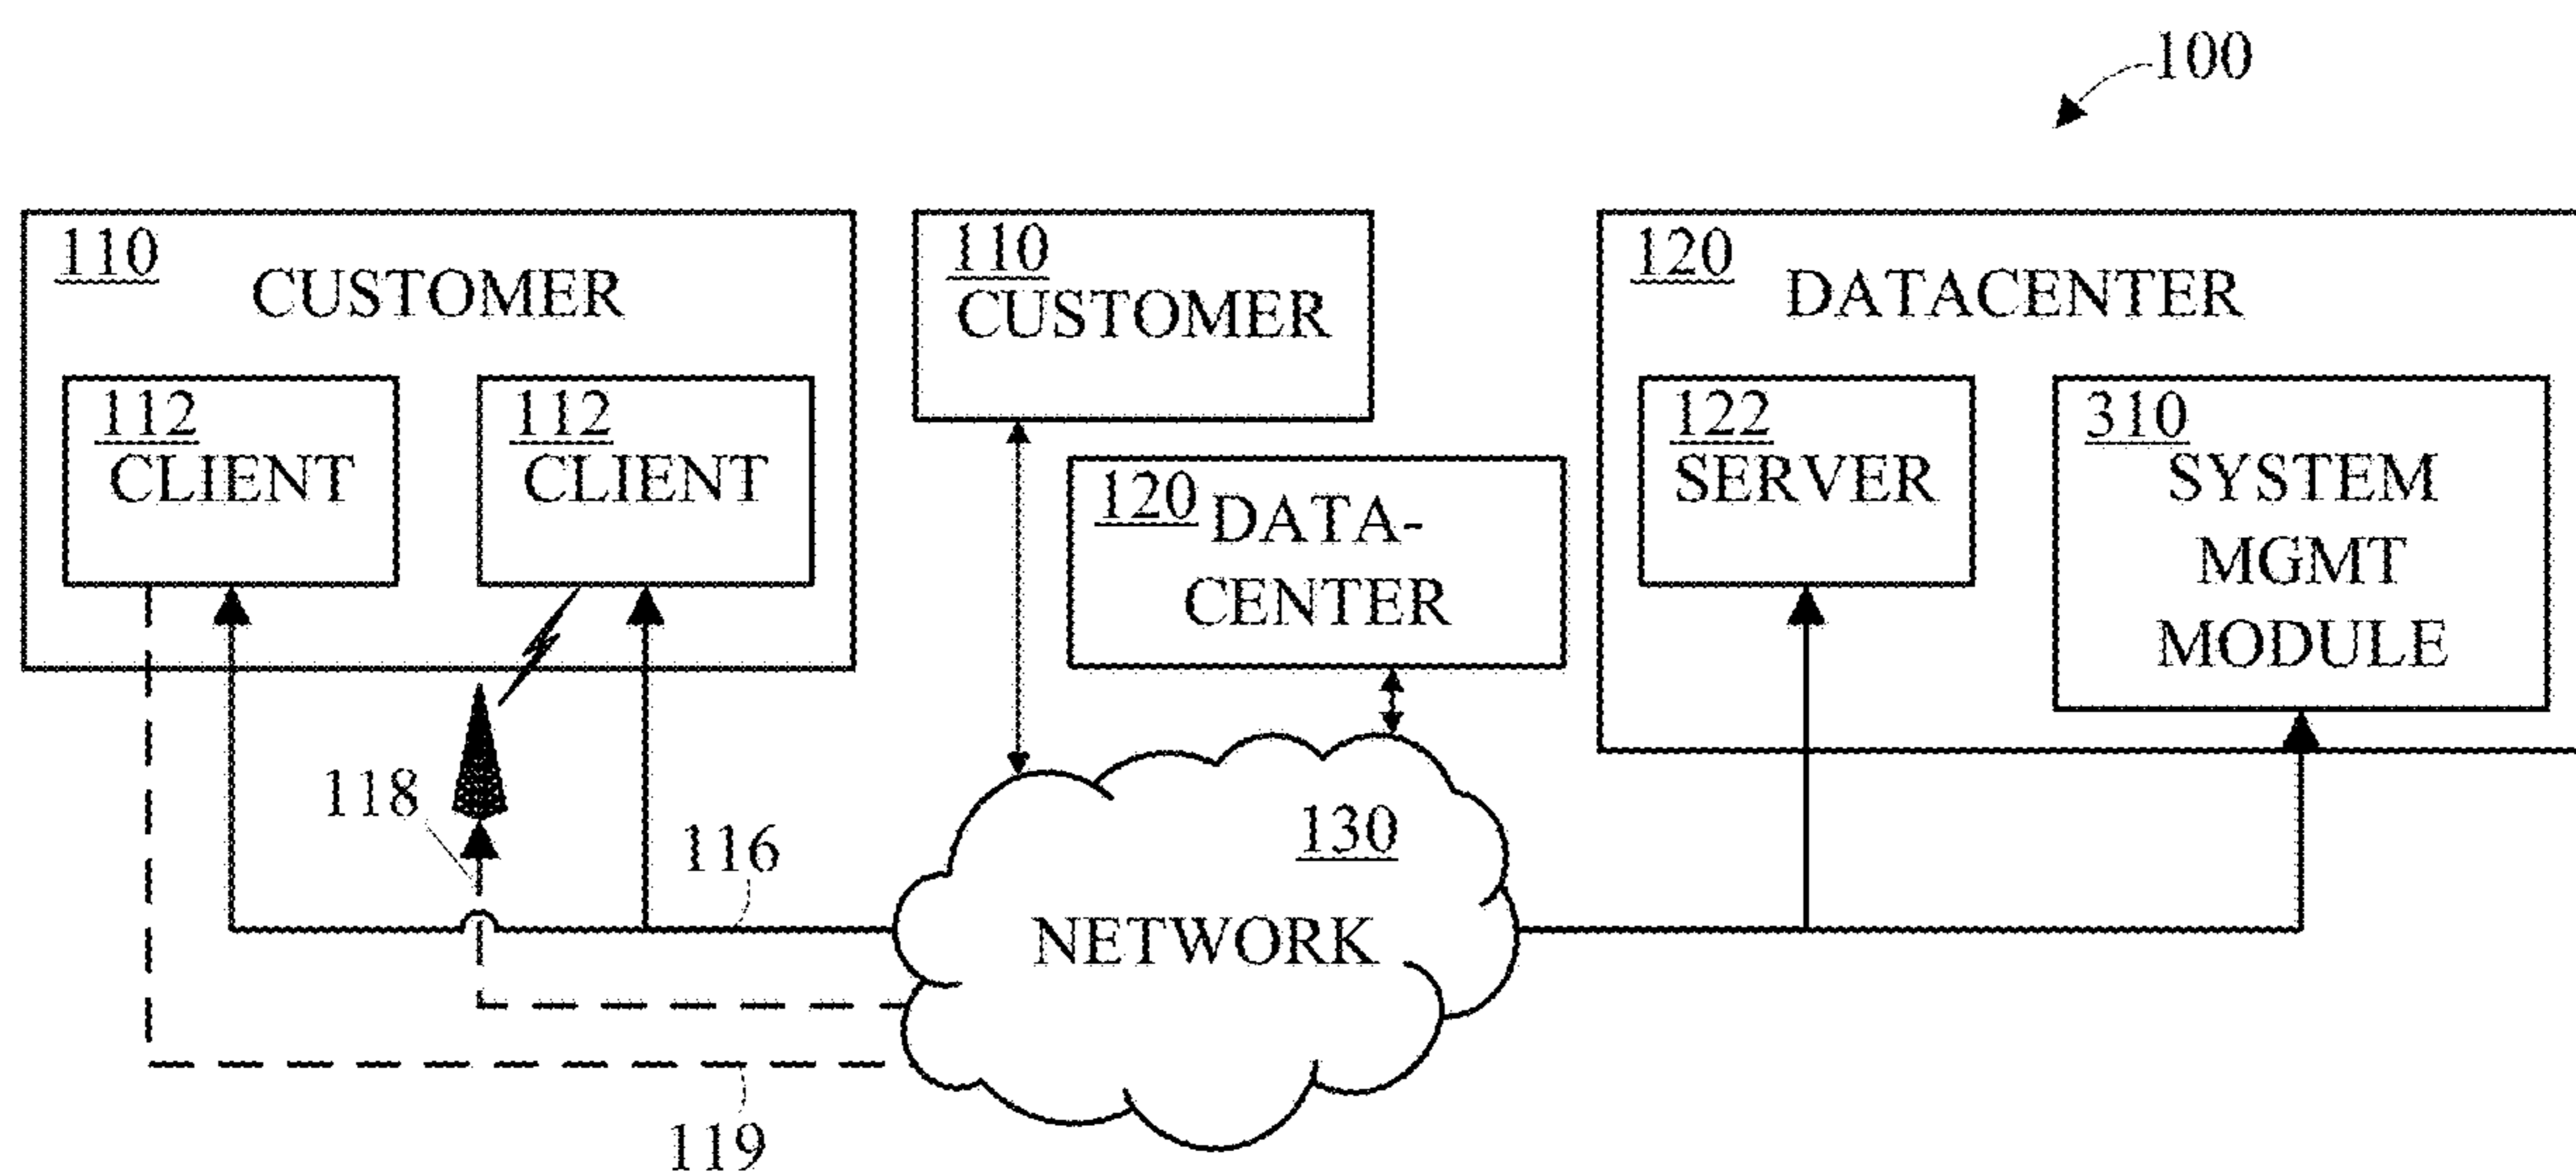 100
110
CUSTOMER
112
CLIENT
112
CLIENT
110
CUSTOMER
120 DATA-
CENTER
120
DATACENTER
122
SERVER
310
SYSTEM
MGMT
MODULE
118
116
130
NETWORK
119